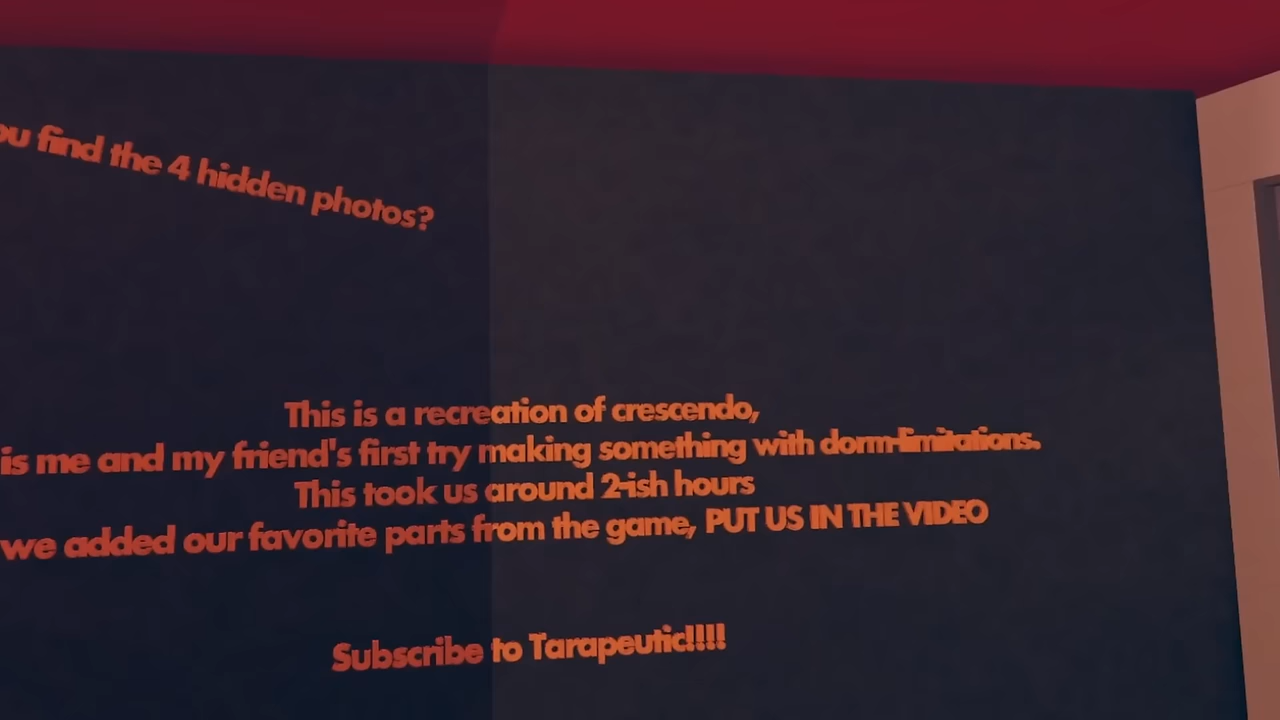 ou find the 4 hidden photos?
This is a recreation of crescendo,
is me and my friend's first try making something with dorm-limitations.
This took us around 2-ish hours
we added our favorite parts from the game, PUT US IN THE VIDEO
Subscribe to Tarapeutic!!!!